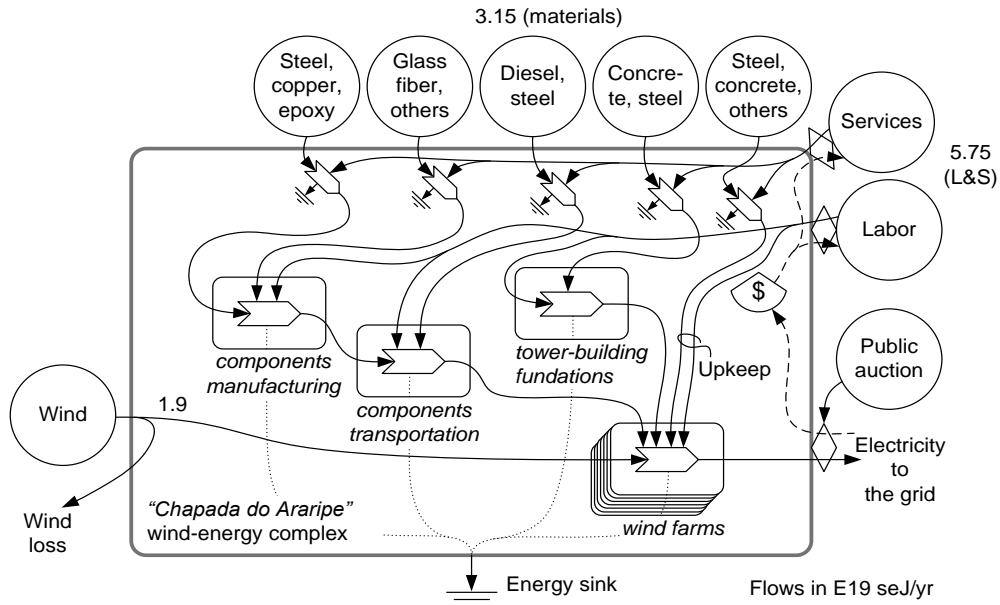 3.15 (materials)
Steel,
copper,
epoxy
Glass
fiber,
others
Diesel,
steel
Concre-
te, steel
Steel,
concrete,
others
Services
5.75
(L&S)
Labor
$
components
manufacturing
components
transportation
tower-building
fundations
Upkeep
Public
auction
Wind
1.9
Electricity
to
the grid
Wind
loss
“Chapada do Araripe”
wind-energy complex
wind farms
Energy sink
Flows in E19 seJ/yr